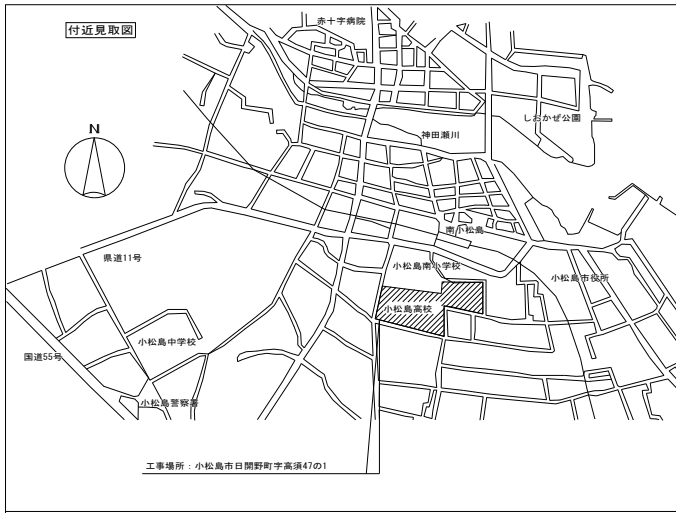 付近見取図
赤十字病院
しおかぜ公園
神田瀬川
N
南小松島
県道11号
小松島南小学校
小松島市役所
小松島高校
小松島中学校
国道55号
小松島警察署
工事場所：小松島市日開野町字高須47の1